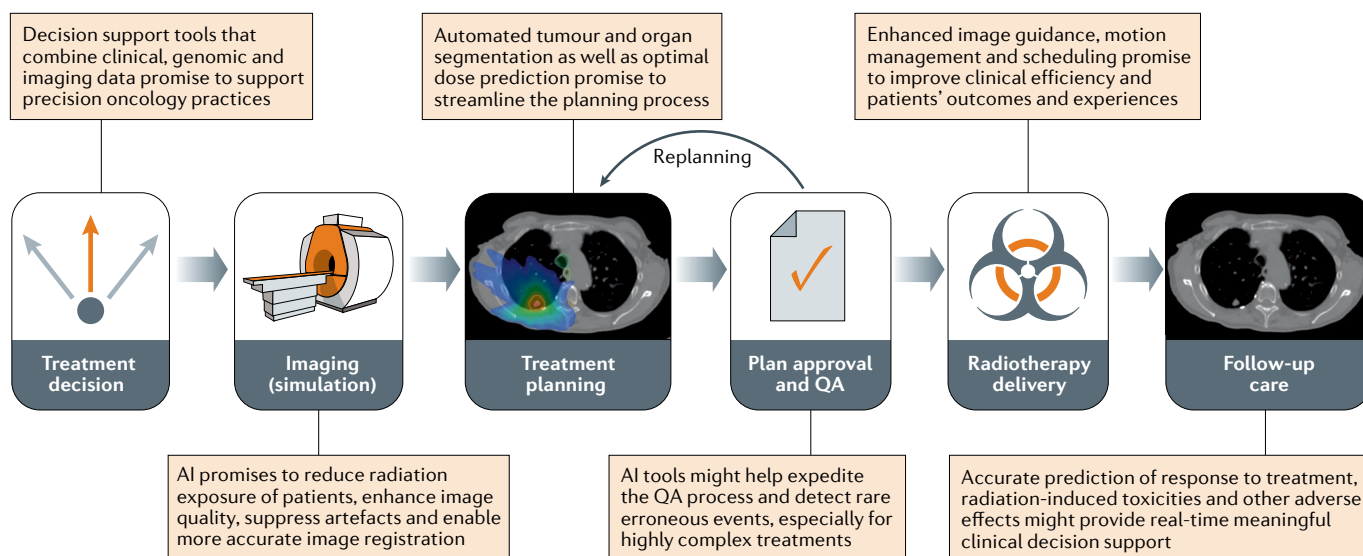 Decision support tools that
combine clinical, genomic and
imaging data promise to support
precision oncology practices
Automated tumour and organ
segmentation as well as optimal
dose prediction promise to
streamline the planning process
Enhanced image guidance, motion
management and scheduling promise
to improve clinical efficiency and
patients’ outcomes and experiences
Replanning
Treatment
decision
Imaging
(simulation)
Treatment
planning
Plan approval
and QA
Radiotherapy
delivery
Follow-up
care
AI promises to reduce radiation
exposure of patients, enhance image
quality, suppress artefacts and enable
more accurate image registration
AI tools might help expedite
the QA process and detect rare
erroneous events, especially for
highly complex treatments
Accurate prediction of response to treatment,
radiation-induced toxicities and other adverse
effects might provide real-time meaningful
clinical decision support